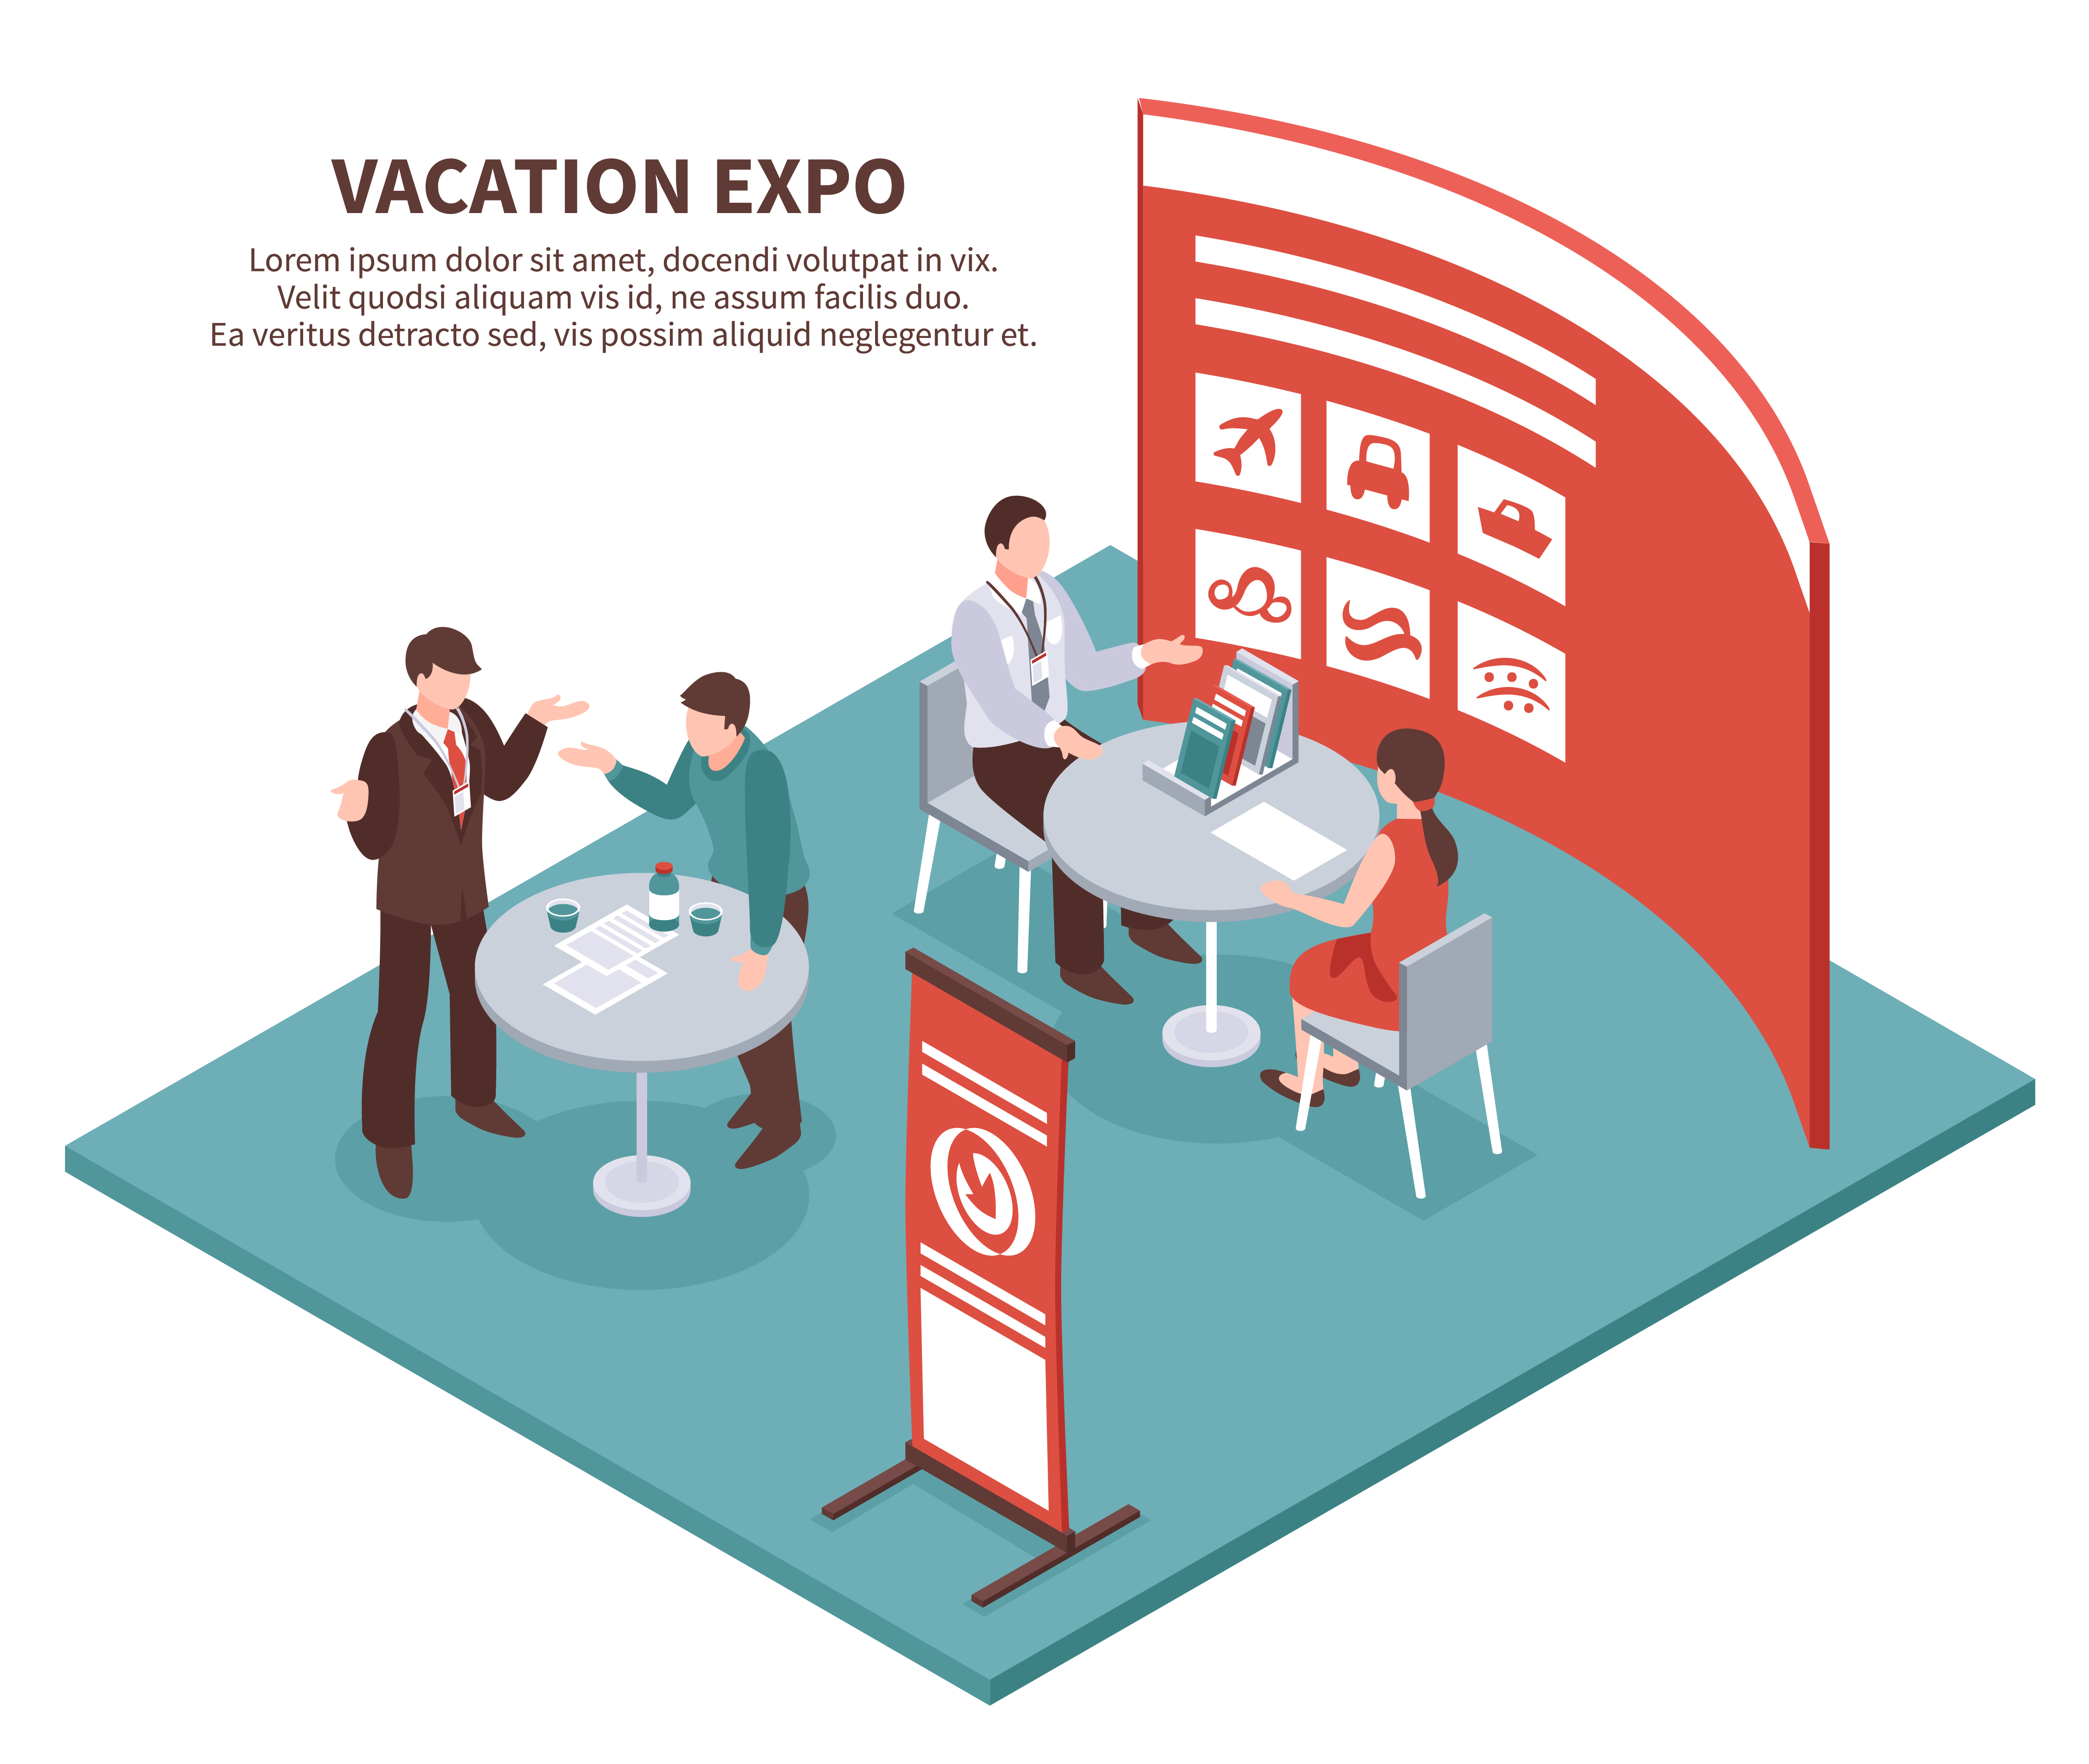 VACATION EXPO
Lorem ipsum dolor sit amet, docendi volutpat in vix.
Velit quodsi aliquam vis id, ne assum facilis duo.
Ea veritus detracto sed, vis possim aliquid neglegentur et.